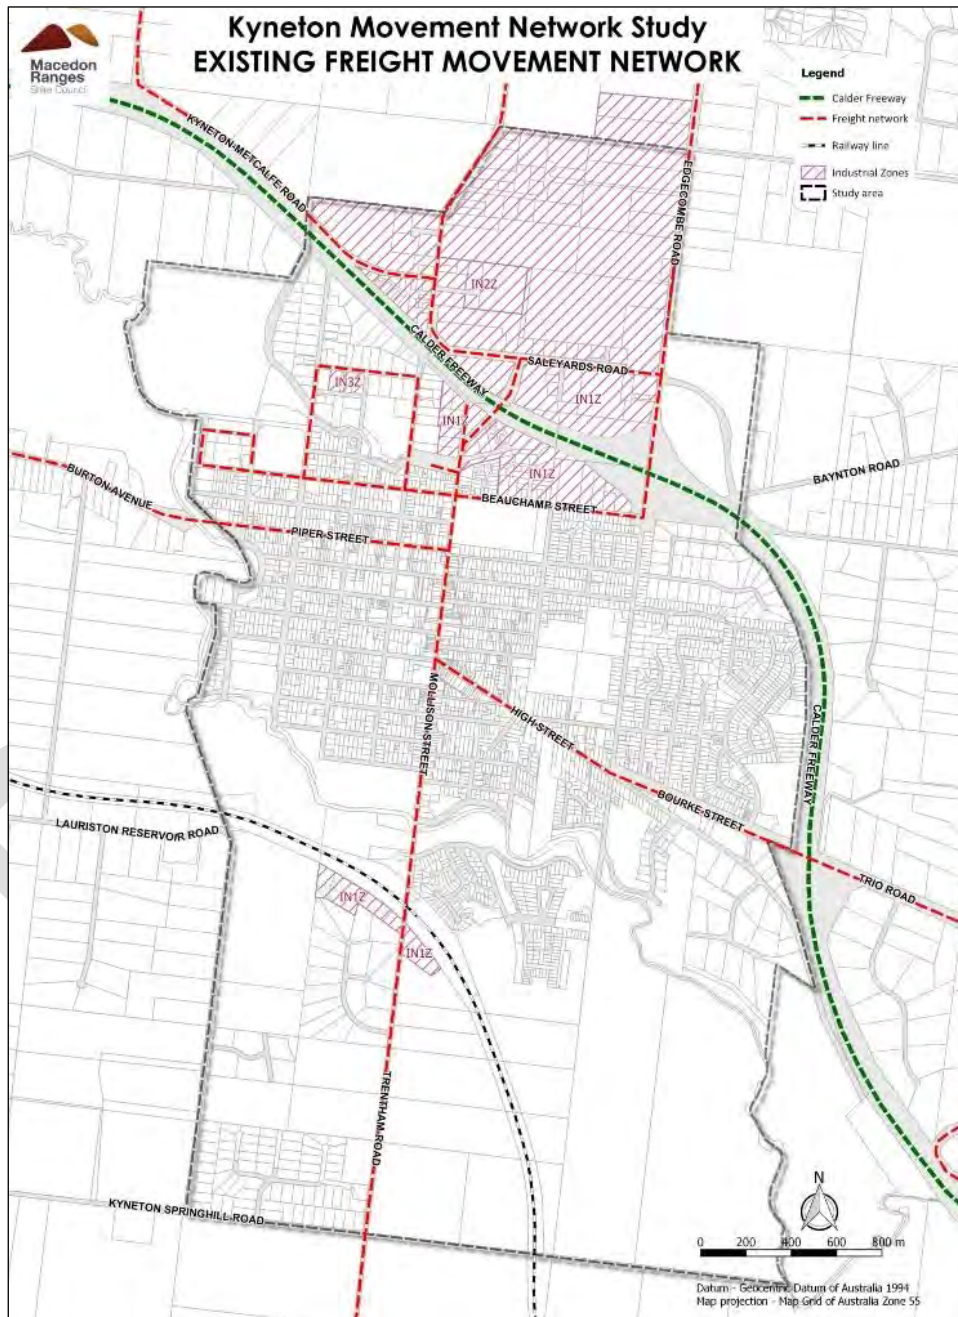 Kyneton Movement Network Study
EXISTING FREIGHT MOVEMENT NETWORK
Macedon
Ranges
Shire Council
Legend
Calder Freeway
Freight network
Railway line
Industrial Zones
Study area
KYNETON-METCALFE ROAD
EDGECOMBE ROAD
IN2Z
CALDER FREEWAY
SALEYARDS ROAD
IN3Z
IN1Z
IN1Z
IN1Z
BURTON AVENUE
PIPER STREET
BEAUCHAMP STREET
BAYNTON ROAD
MOLLISON STREET
HIGH STREET
CALDER FREEWAY
BOURKE STREET
LAURISTON RESERVOIR ROAD
TRIO ROAD
IN1Z
IN1Z
TRENTHAM ROAD
KYNETON SPRINGHILL ROAD
N
0 200 400 600 800 m
Datum - Geocentric Datum of Australia 1994
Map projection - Map Grid of Australia Zone 55